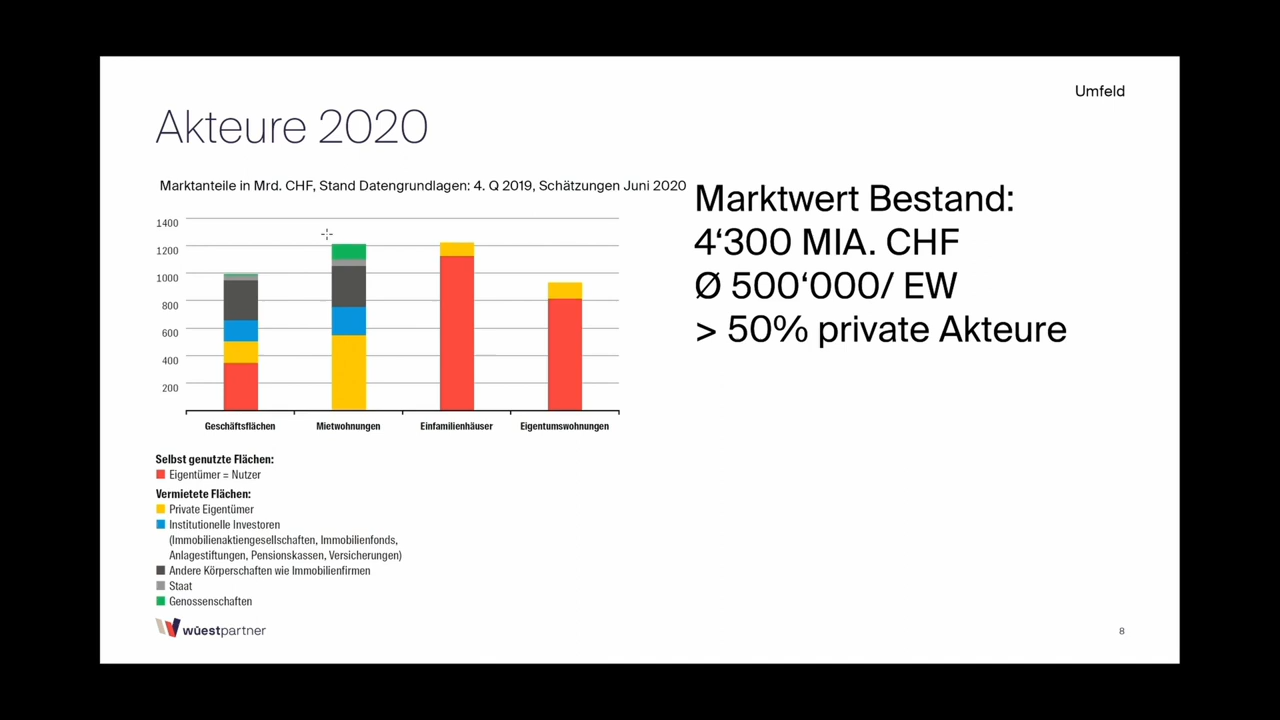 Umfeld
Akteure 2020
Marktanteile in Mrd. CHF, Stand Datengrundlagen: 4. Q 2019, Schätzungen Juni 2020
1400
1200
1000
800
600
400
200
Geschäftsflächen Mietwohnungen Einfamilienhäuser Eigentumswohnungen
Selbst genutzte Flächen:
Eigentümer = Nutzer
Vermietete Flächen:
Private Eigentümer
Institutionelle Investoren
(Immobilienaktiengesellschaften, Immobilienfonds,
Anlagestiftungen, Pensionskassen, Versicherungen)
Andere Körperschaften wie Immobilienfirmen
Staat
Genossenschaften
Marktwert Bestand:
4‘300 MIA. CHF
Ø 500‘000/ EW
> 50% private Akteure
wüestpartner
8